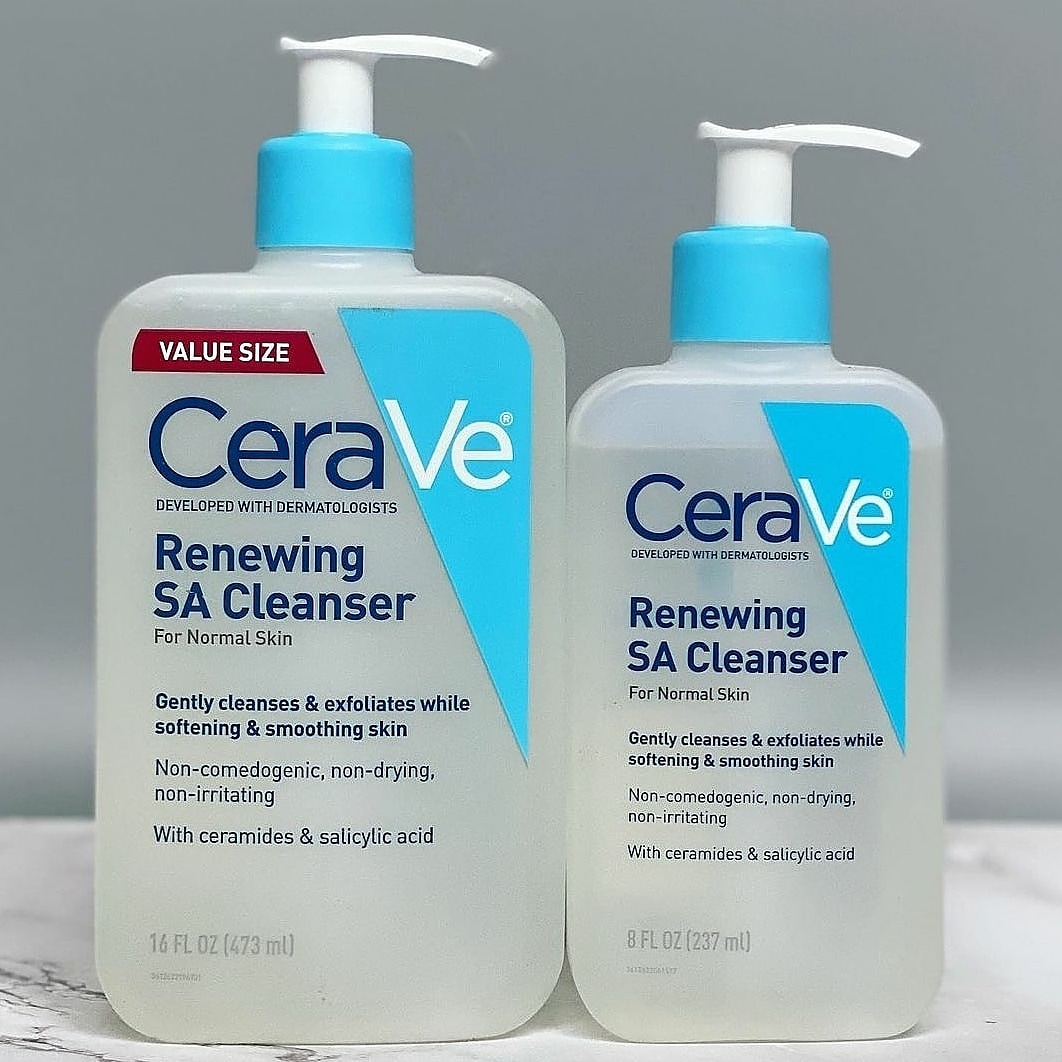 VALUE SIZE
CeraVe®
DEVELOPED WITH DERMATOLOGISTS
Renewing
SA Cleanser
For Normal Skin
Gently cleanses & exfoliates while
softening & smoothing skin
Non-comedogenic, non-drying,
non-irritating
With ceramides & salicylic acid
16 FL OZ (473 ml)
CeraVe®
DEVELOPED WITH DERMATOLOGISTS
Renewing
SA Cleanser
For Normal Skin
Gently cleanses & exfoliates while
softening & smoothing skin
Non-comedogenic, non-drying,
non-irritating
With ceramides & salicylic acid
8 FL OZ (237 ml)